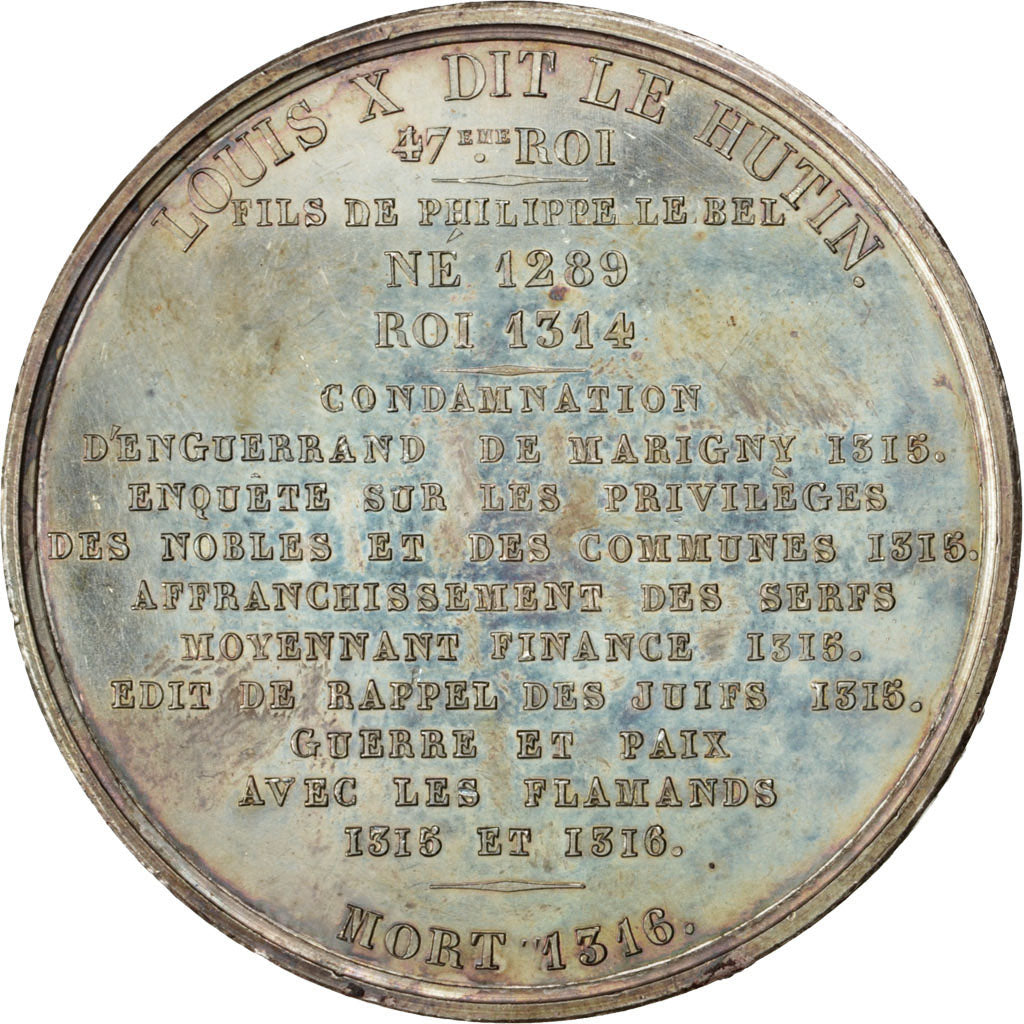 LOUIS X DIT LE HUTIN.
47EME. ROI
FILS DE PHILIPPE LE BEL
NÉ 1289
ROI 1314
CONDAMNATION
D'ENGUERRAND DE MARIGNY 1315.
ENQUÊTE SUR LES PRIVILÈGES
DES NOBLES ET DES COMMUNES 1315.
AFFRANCHISSEMENT DES SERFS
MOYENNANT FINANCE 1315.
EDIT DE RAPPEL DES JUIFS 1315.
GUERRE ET PAIX
AVEC LES FLAMANDS
1315 ET 1316.
MORT 1316.